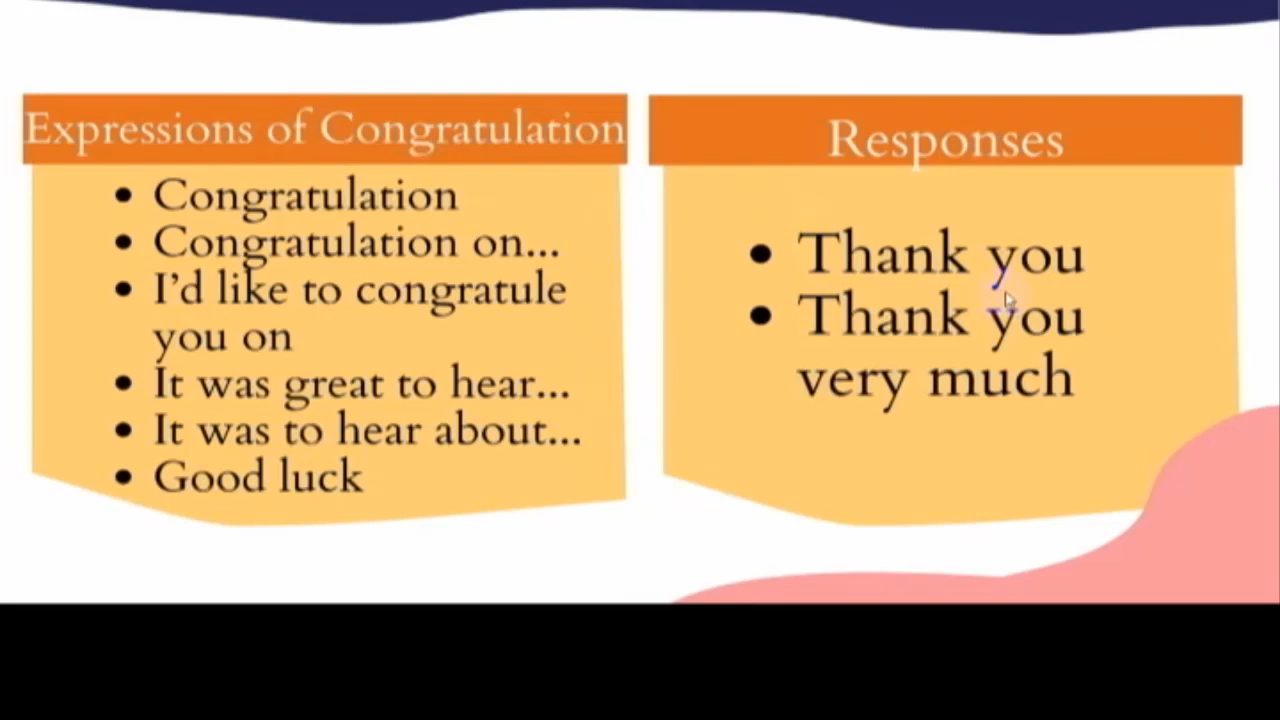 Expressions of Congratulation
• Congratulation
• Congratulation on...
• I'd like to congratule
you on
• It was great to hear...
• It was to hear about...
• Good luck
Responses
• Thank you
• Thank you
very much